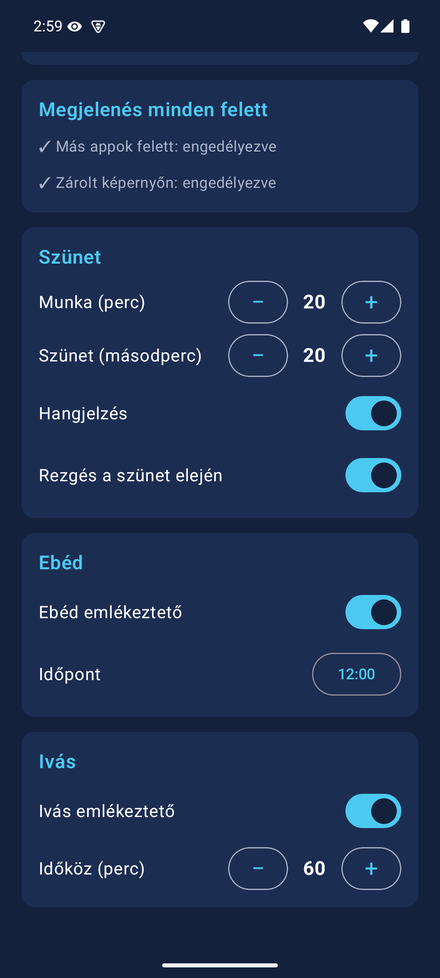 2:59
Megjelenés minden felett
✓ Más appok felett: engedélyezve
✓ Zárolt képernyőn: engedélyezve
Szünet
Munka (perc) − 20 +
Szünet (másodperc) − 20 +
Hangjelzés
Rezgés a szünet elején
Ebéd
Ebéd emlékeztető
Időpont 12:00
Ivás
Ivás emlékeztető
Időköz (perc) − 60 +